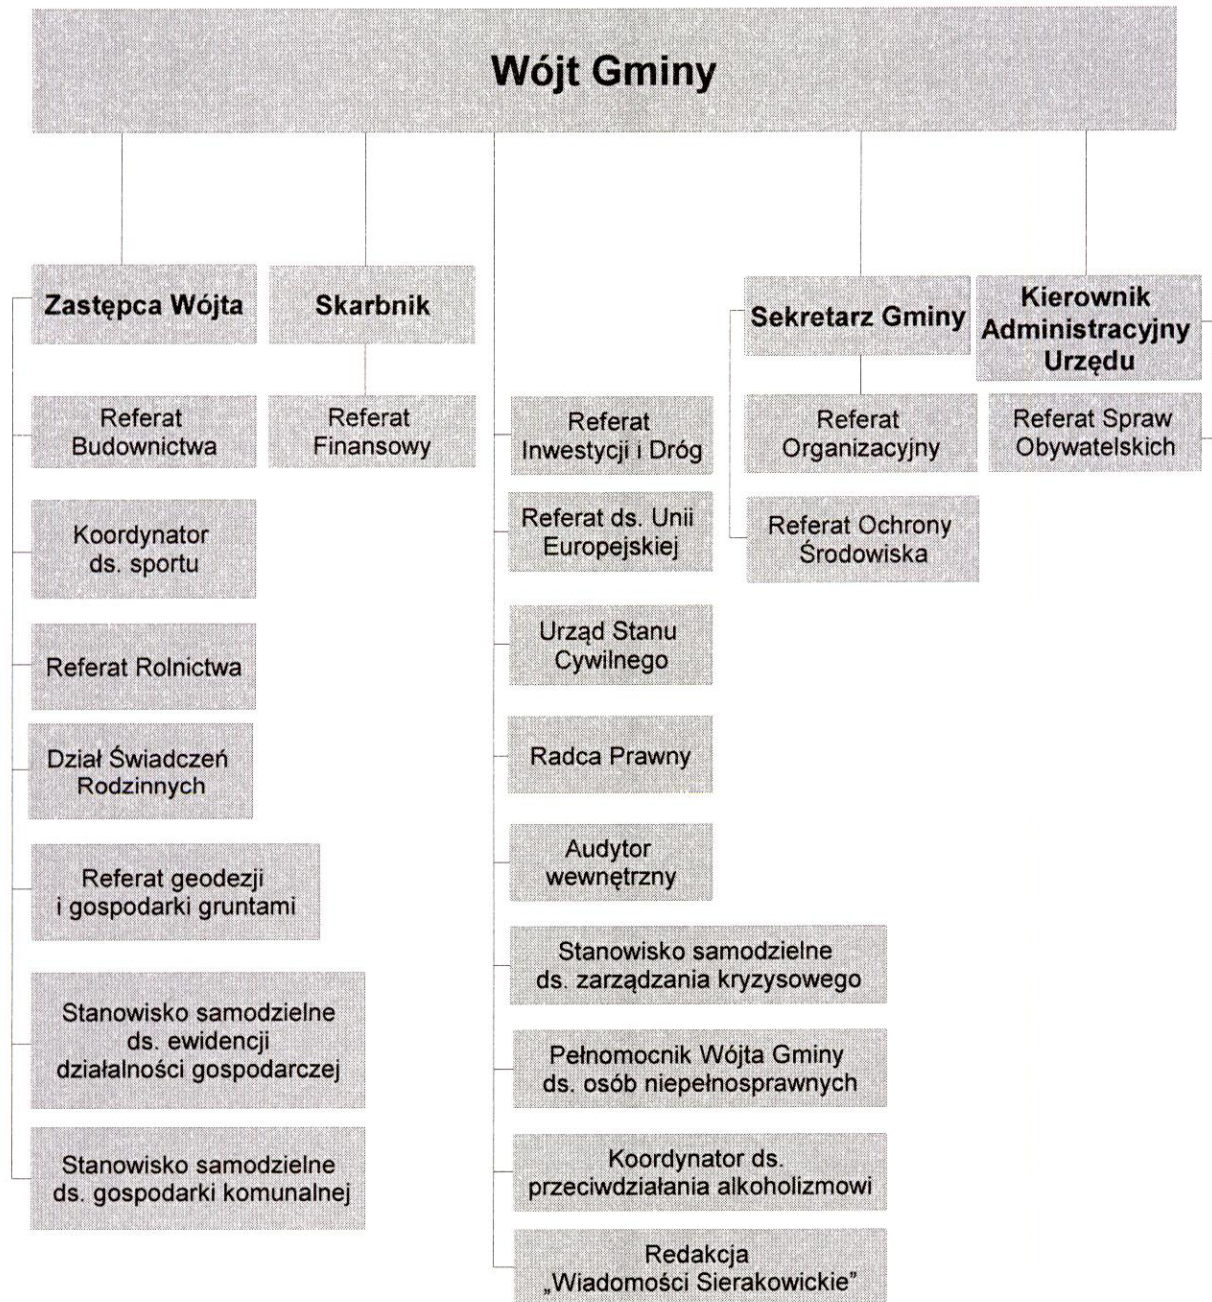 Wójt Gminy
Zastępca Wójta
Skarbnik
Sekretarz Gminy
Kierownik
Administracyjny
Urzędu
Referat
Budownictwa
Koordynator
ds. sportu
Referat Rolnictwa
Dział Świadczeń
Rodzinnych
Referat geodezji
i gospodarki gruntami
Stanowisko samodzielne
ds. ewidencji
działalności gospodarczej
Stanowisko samodzielne
ds. gospodarki komunalnej
Referat
Finansowy
Referat
Inwestycji i Dróg
Referat ds. Unii
Europejskiej
Urząd Stanu
Cywilnego
Radca Prawny
Audytor
wewnętrzny
Stanowisko samodzielne
ds. zarządzania kryzysowego
Pełnomocnik Wójta Gminy
ds. osób niepełnosprawnych
Koordynator ds.
przeciwdziałania alkoholizmowi
Redakcja
„Wiadomości Sierakowickie”
Referat
Organizacyjny
Referat Ochrony
Środowiska
Referat Spraw
Obywatelskich